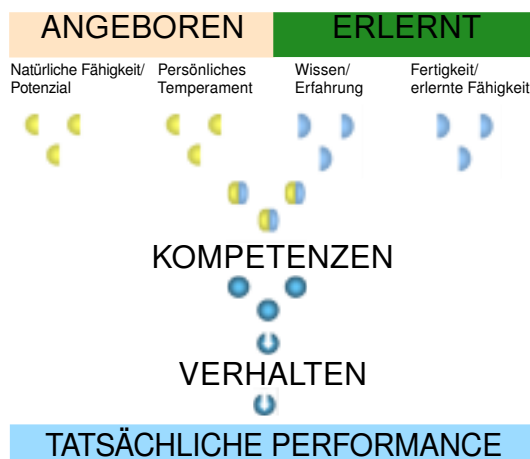 ANGEBOREN
ERLERNT
Natürliche Fähigkeit/
Potenzial
Persönliches
Temperament
Wissen/
Erfahrung
Fertigkeit/
erlernte Fähigkeit
KOMPETENZEN
VERHALTEN
TATSÄCHLICHE PERFORMANCE